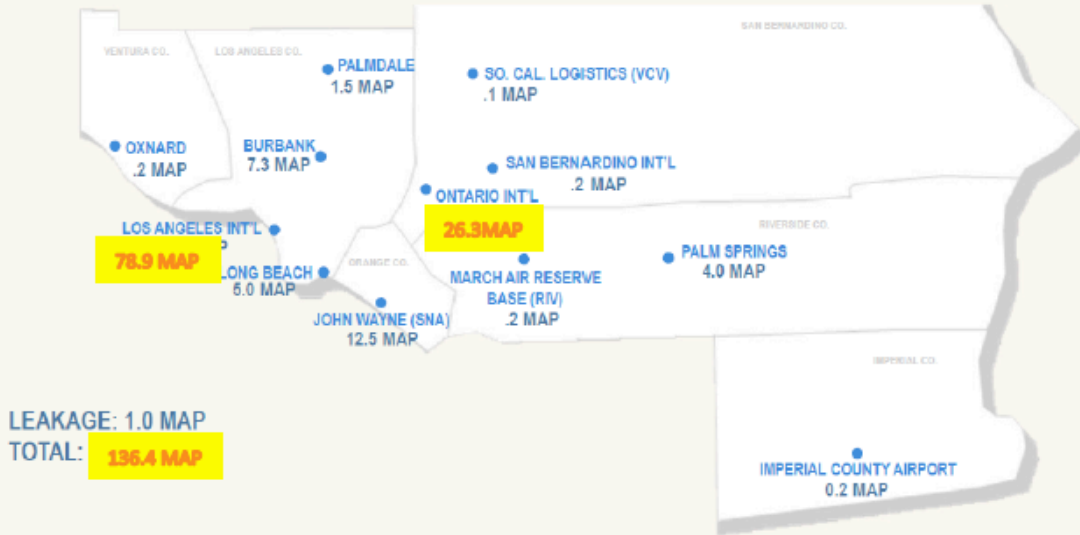 SAN BERNARDINO CO.
VENTURA CO.
LOS ANGELES CO.
PALMDALE
1.5 MAP
SO. CAL. LOGISTICS (VCV)
.1 MAP
OXNARD
.2 MAP
BURBANK
7.3 MAP
SAN BERNARDINO INT'L
.2 MAP
ONTARIO INT'L
26.3MAP
LOS ANGELES INT'L
78.9 MAP
RIVERSIDE CO.
ORANGE CO.
PALM SPRINGS
4.0 MAP
LONG BEACH
5.0 MAP
MARCH AIR RESERVE
BASE (RIV)
.2 MAP
JOHN WAYNE (SNA)
12.5 MAP
IMPERIAL CO.
LEAKAGE: 1.0 MAP
TOTAL: 136.4 MAP
IMPERIAL COUNTY AIRPORT
0.2 MAP